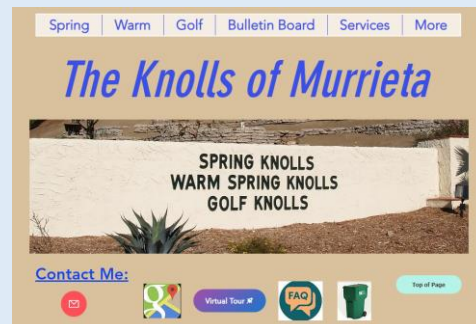 Spring Warm Golf Bulletin Board Services More
The Knolls of Murrieta
SPRING KNOLLS
WARM SPRING KNOLLS
GOLF KNOLLS
Contact Me:
Virtual Tour
FAQ
Top of Page